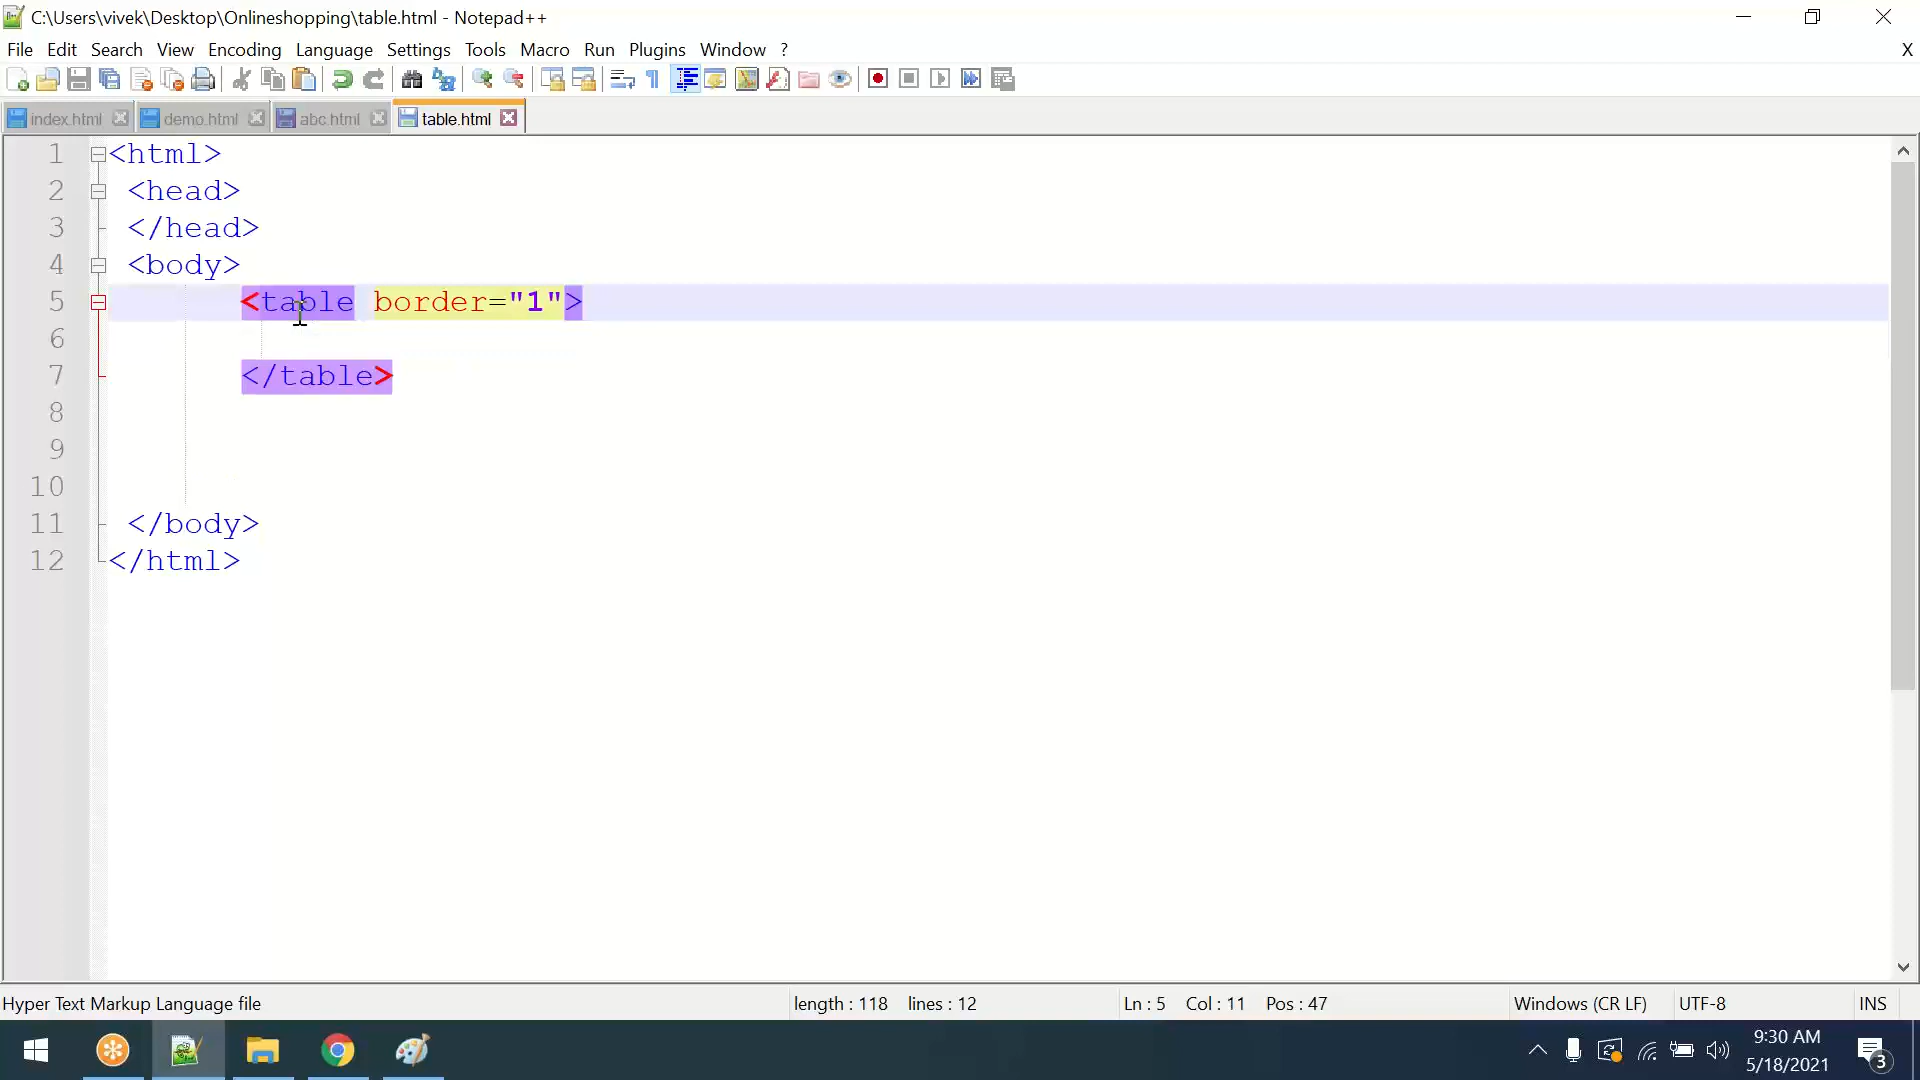 C:\Users\vivek\Desktop\Onlineshopping\table.html - Notepad++
File Edit Search View Encoding Language Settings Tools Macro Run Plugins Window ? X
index.html demo.html abc.html table.html
1 <html>
2 <head>
3 </head>
4 <body>
5 <table border="1">
6
7 </table>
8
9
10
11 </body>
12 </html>
Hyper Text Markup Language file length : 118 lines : 12 Ln : 5 Col : 11 Pos : 47 Windows (CR LF) UTF-8 INS
9:30 AM
5/18/2021
3